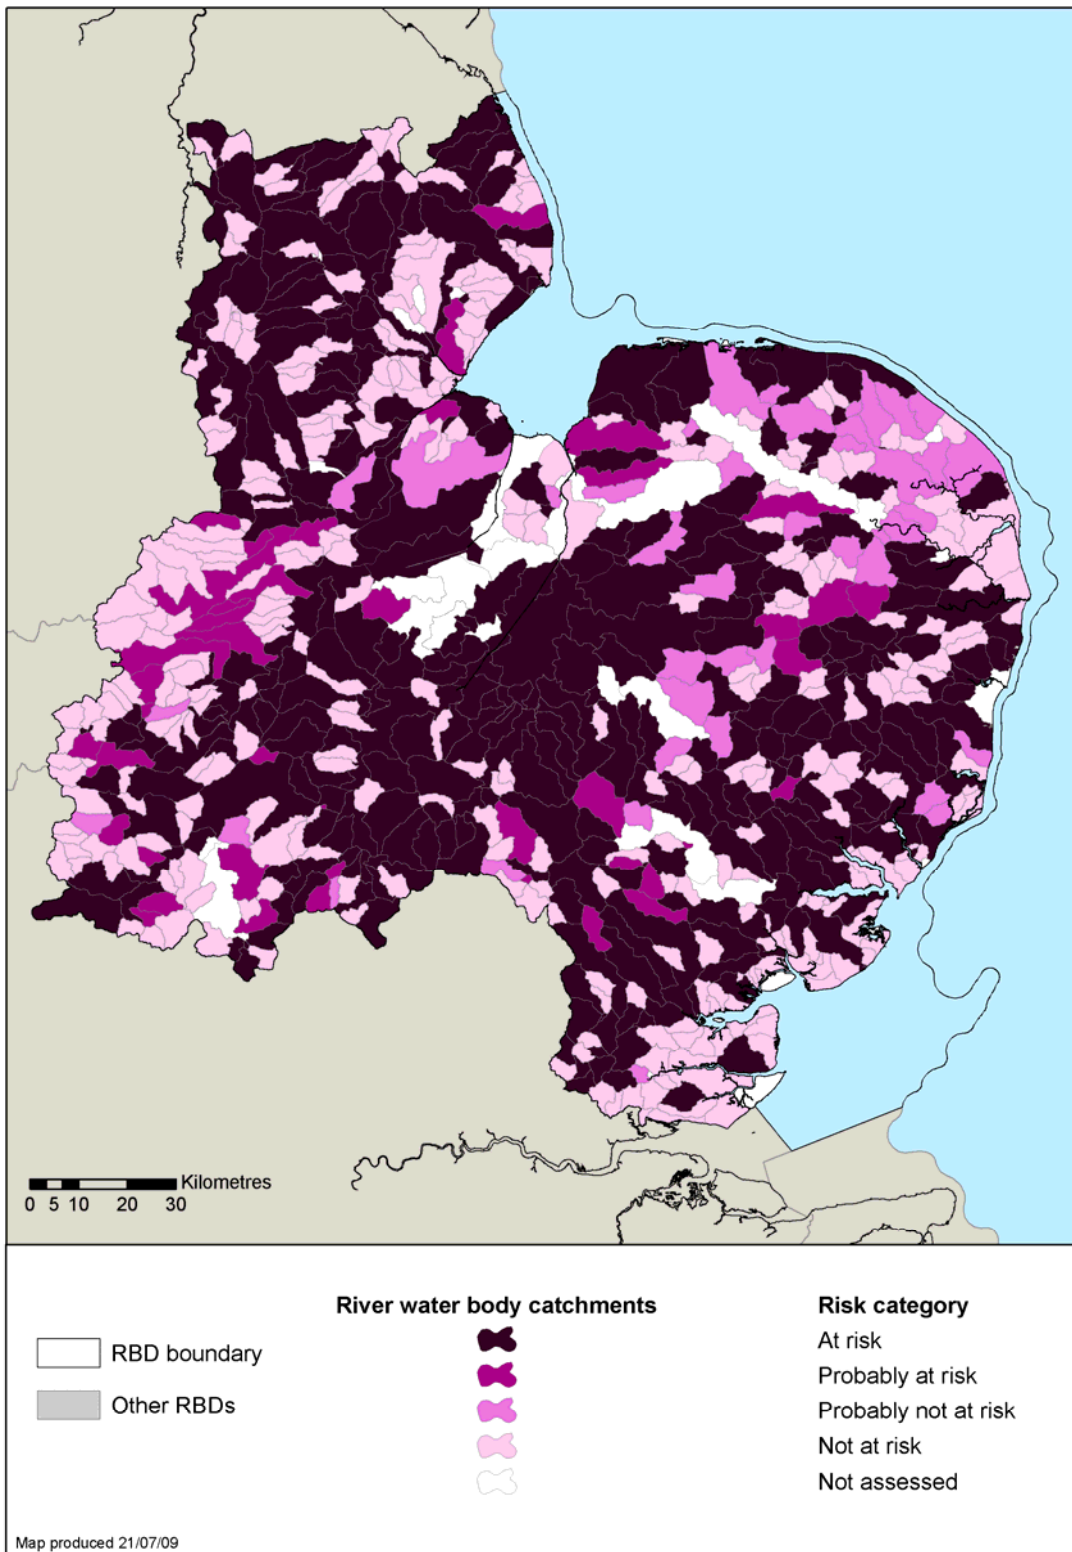 Kilometres
0 5 10 20 30
River water body catchments Risk category
At risk
RBD boundary
Probably at risk
Other RBDs
Probably not at risk
Not at risk
Not assessed
Map produced 21/07/09